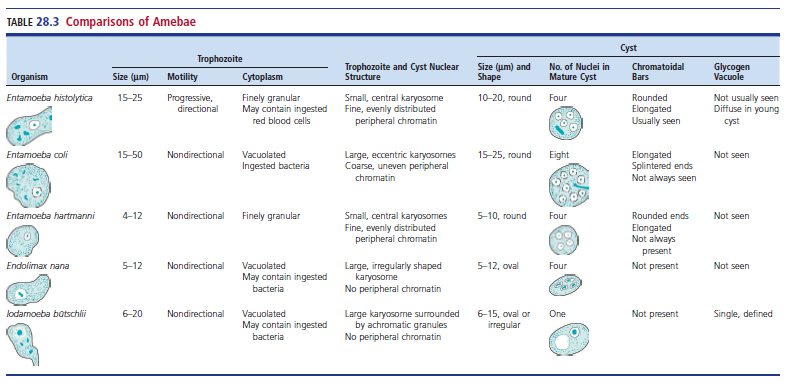 TABLE 28.3 Comparisons of Amebae
Trophozoite
Cyst
Organism
Size (μm)
Motility
Cytoplasm
Trophozoite and Cyst Nuclear
Structure
Size (μm) and
Shape
No. of Nuclei in
Mature Cyst
Chromatoidal
Bars
Glycogen
Vacuole
Entamoeba histolytica
15–25
Progressive,
directional
Finely granular
May contain ingested
red blood cells
Small, central karyosome
Fine, evenly distributed
peripheral chromatin
10–20, round
Four
Rounded
Elongated
Usually seen
Not usually seen
Diffuse in young
cyst
Entamoeba coli
15–50
Nondirectional
Vacuolated
Ingested bacteria
Large, eccentric karyosomes
Coarse, uneven peripheral
chromatin
15–25, round
Eight
Elongated
Splintered ends
Not always seen
Not seen
Entamoeba hartmanni
4–12
Nondirectional
Finely granular
Small, central karyosomes
Fine, evenly distributed
peripheral chromatin
5–10, round
Four
Rounded ends
Elongated
Not always
present
Not seen
Endolimax nana
5–12
Nondirectional
Vacuolated
May contain ingested
bacteria
Large, irregularly shaped
karyosome
No peripheral chromatin
5–12, oval
Four
Not present
Not seen
Iodamoeba bütschlii
6–20
Nondirectional
Vacuolated
May contain ingested
bacteria
Large karyosome surrounded
by achromatic granules
No peripheral chromatin
6–15, oval or
irregular
One
Not present
Single, defined